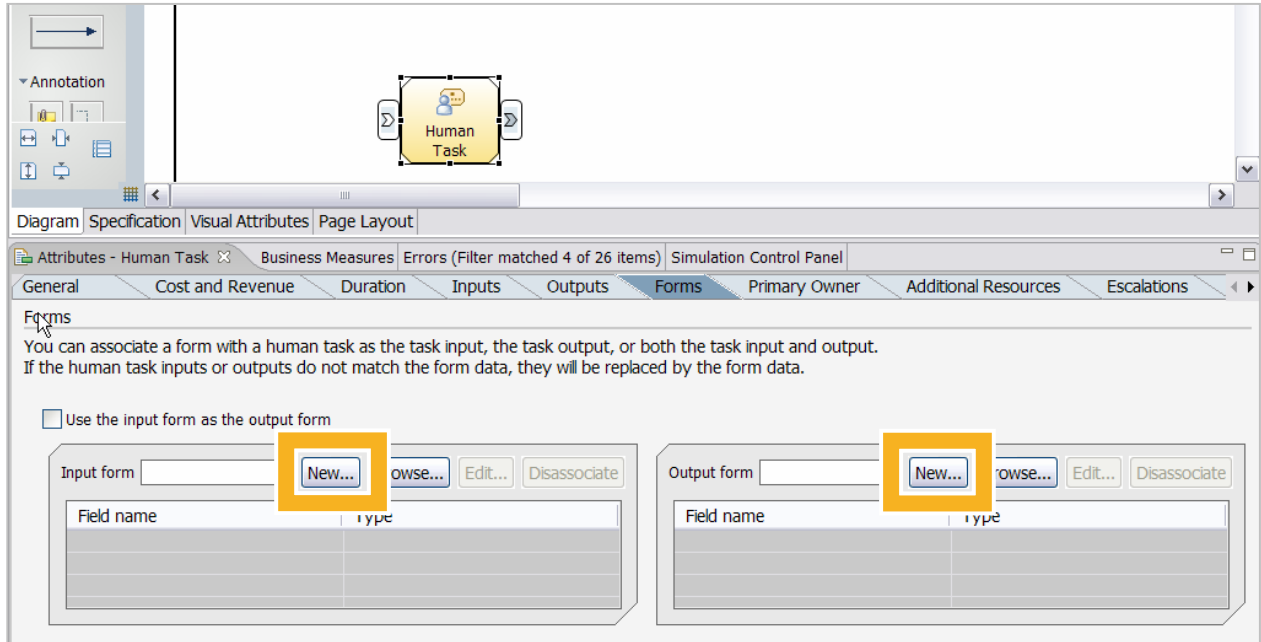 Annotation
Human
Task
Diagram Specification Visual Attributes Page Layout
Attributes - Human Task Business Measures Errors (Filter matched 4 of 26 items) Simulation Control Panel
General Cost and Revenue Duration Inputs Outputs Forms Primary Owner Additional Resources Escalations
Forms
You can associate a form with a human task as the task input, the task output, or both the task input and output.
If the human task inputs or outputs do not match the form data, they will be replaced by the form data.
Use the input form as the output form
Input form New... owse... Edit... Disassociate Output form New... rowse... Edit... Disassociate
Field name Type Field name Type